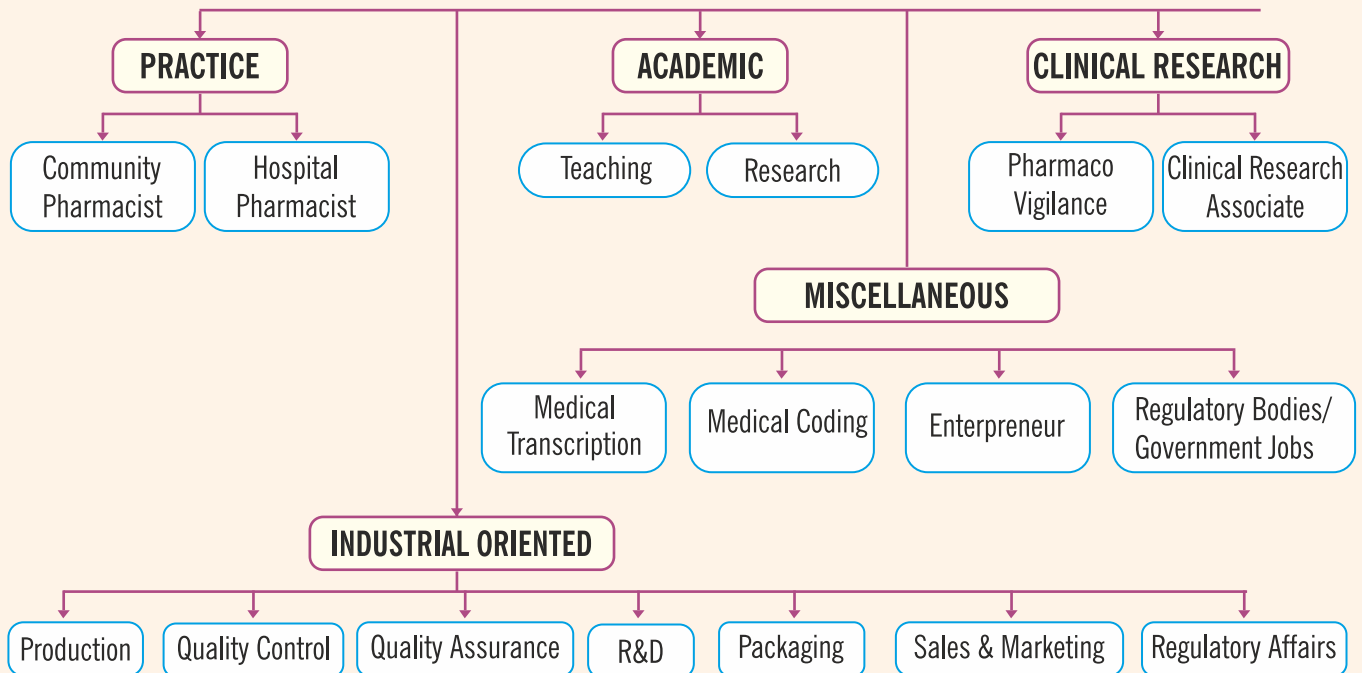 PRACTICE
ACADEMIC
CLINICAL RESEARCH
Community
Pharmacist
Hospital
Pharmacist
Teaching
Research
Pharmaco
Vigilance
Clinical Research
Associate
MISCELLANEOUS
Medical
Transcription
Medical Coding
Enterpreneur
Regulatory Bodies/
Government Jobs
INDUSTRIAL ORIENTED
Production
Quality Control
Quality Assurance
R&D
Packaging
Sales & Marketing
Regulatory Affairs